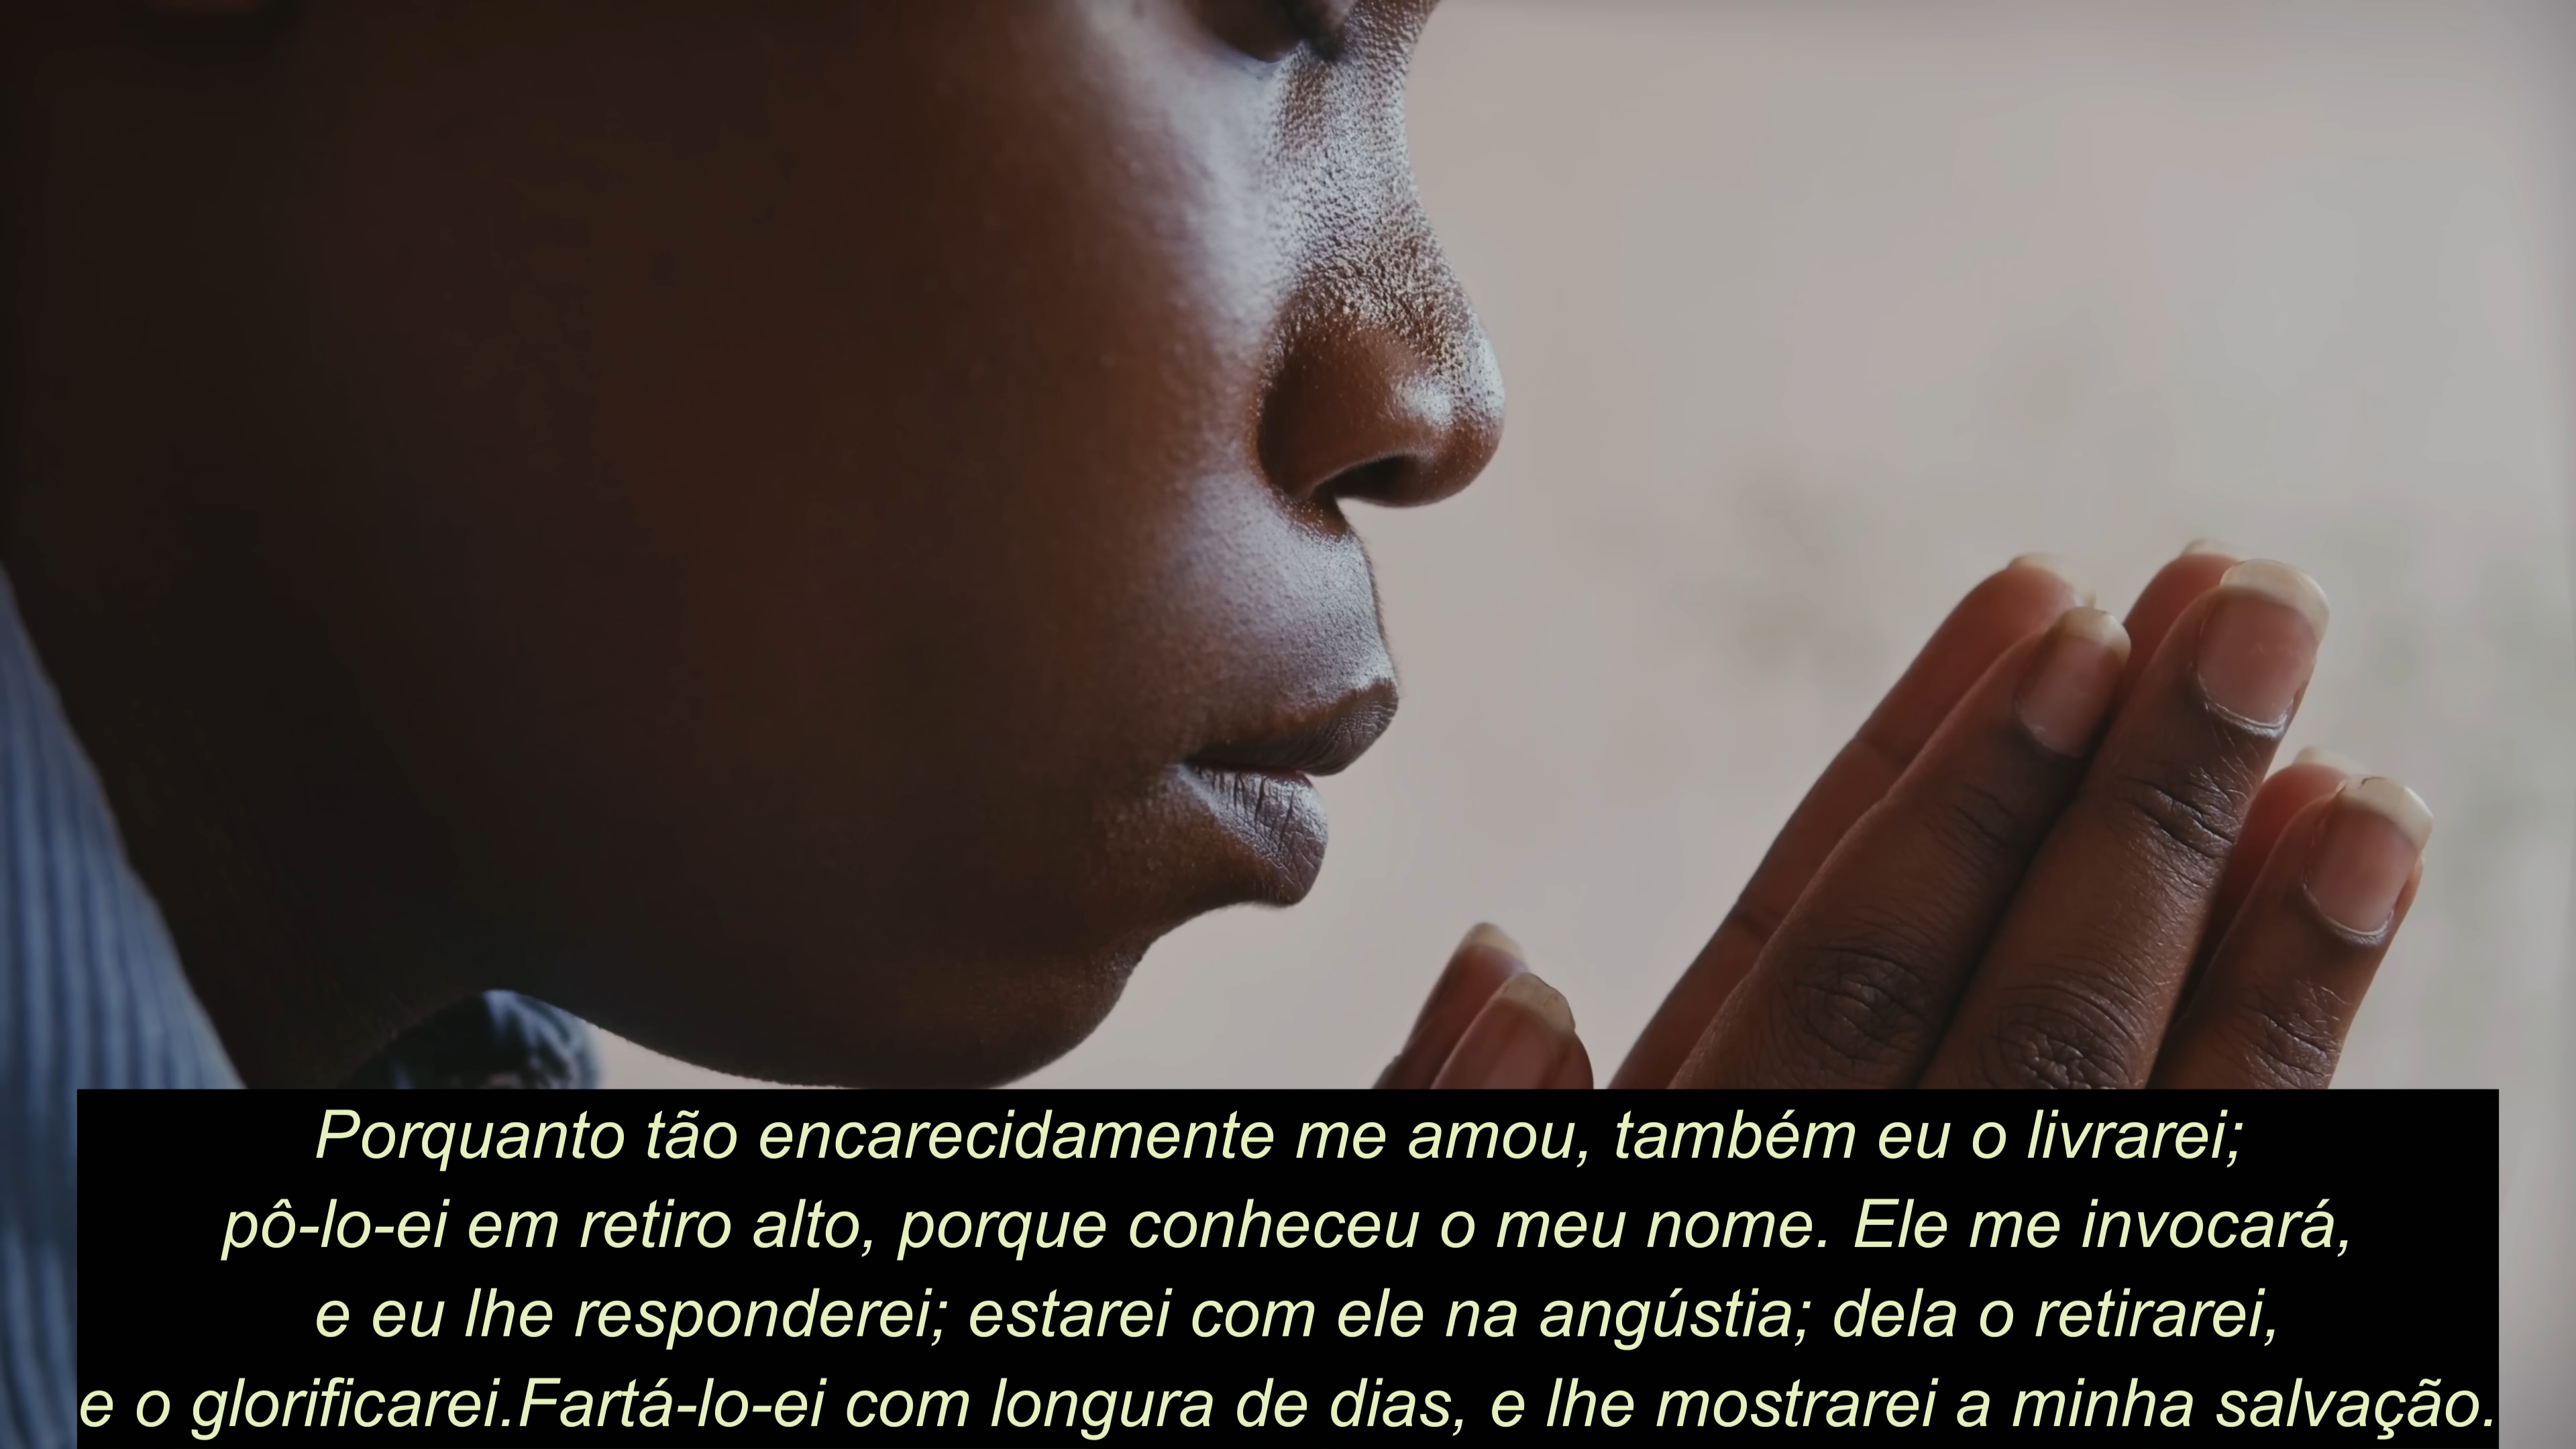 Porquanto tão encarecidamente me amou, também eu o livrarei;
pô-lo-ei em retiro alto, porque conheceu o meu nome. Ele me invocará,
e eu lhe responderei; estarei com ele na angústia; dela o retirarei,
e o glorificarei.Fartá-lo-ei com longura de dias, e lhe mostrarei a minha salvação.